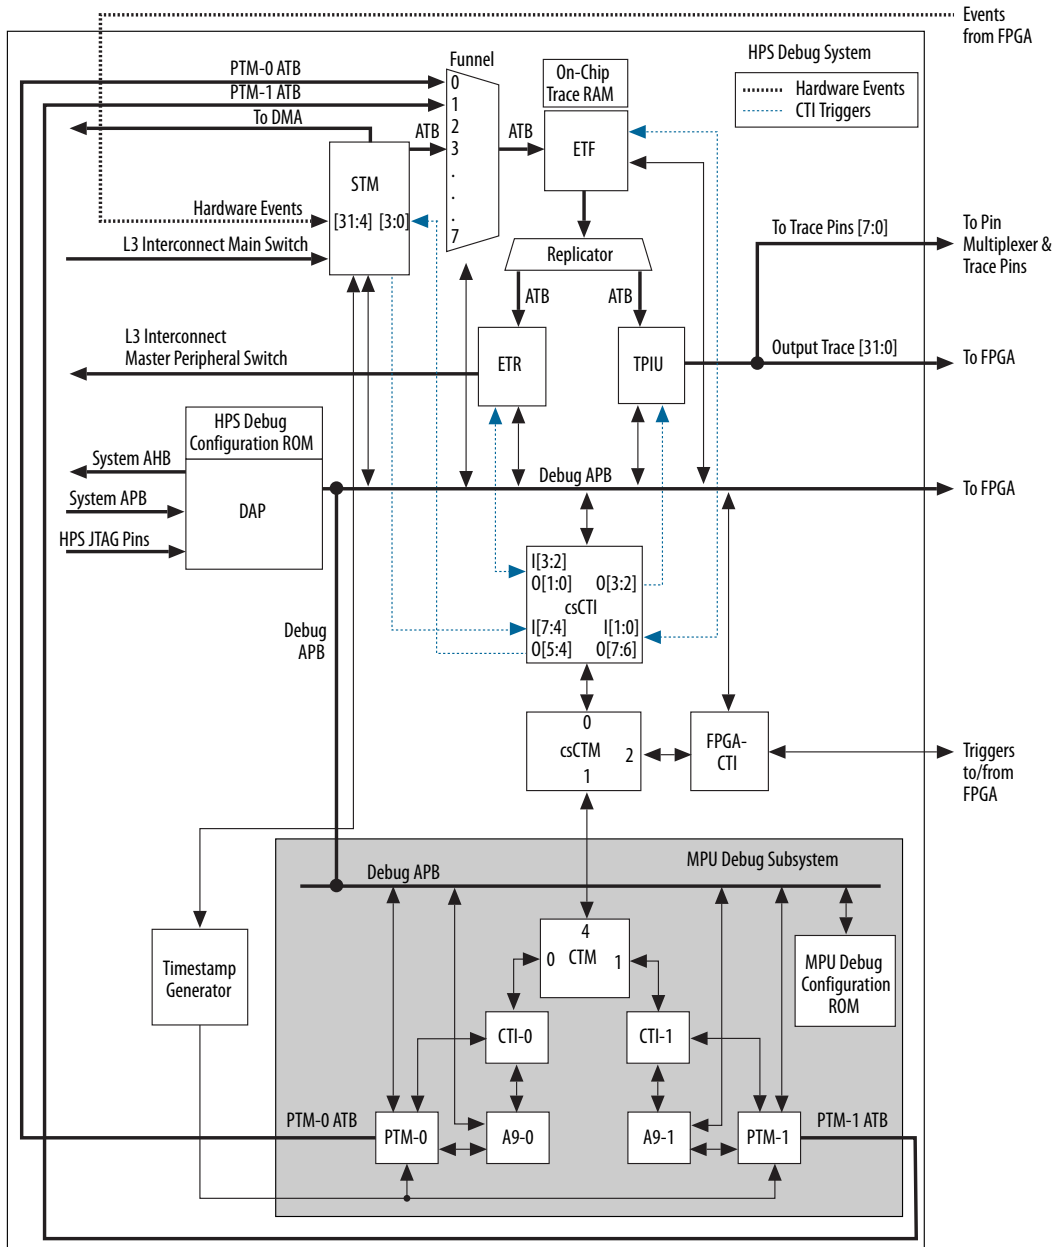 Events
from FPGA
HPS Debug System
Hardware Events
CTI Triggers
Funnel
On-Chip
Trace RAM
PTM-0 ATB
PTM-1 ATB
To DMA
0
1
2
3
.
.
.
7
ATB
ATB
ETF
STM
[31:4] [3:0]
Hardware Events
L3 Interconnect Main Switch
Replicator
To Trace Pins [7:0]
To Pin
Multiplexer &
Trace Pins
ATB
ATB
L3 Interconnect
Master Peripheral Switch
ETR
TPIU
Output Trace [31:0]
To FPGA
HPS Debug
Configuration ROM
System AHB
System APB
HPS JTAG Pins
DAP
Debug APB
To FPGA
I[3:2]
O[1:0] O[3:2]
csCTI
I[7:4] I[1:0]
O[5:4] O[7:6]
Debug
APB
0
csCTM 2
1
FPGA-
CTI
Triggers
to/from
FPGA
MPU Debug Subsystem
Debug APB
4
0 CTM 1
Timestamp
Generator
MPU Debug
Configuration
ROM
CTI-0
CTI-1
PTM-0 ATB
PTM-0
A9-0
A9-1
PTM-1
PTM-1 ATB